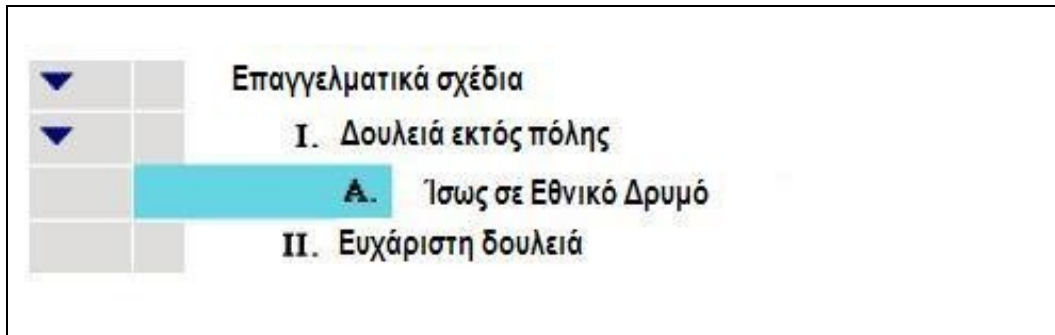 Επαγγελματικά σχέδια
I. Δουλειά εκτός πόλης
A. Ίσως σε Εθνικό Δρυμό
II. Ευχάριστη δουλειά